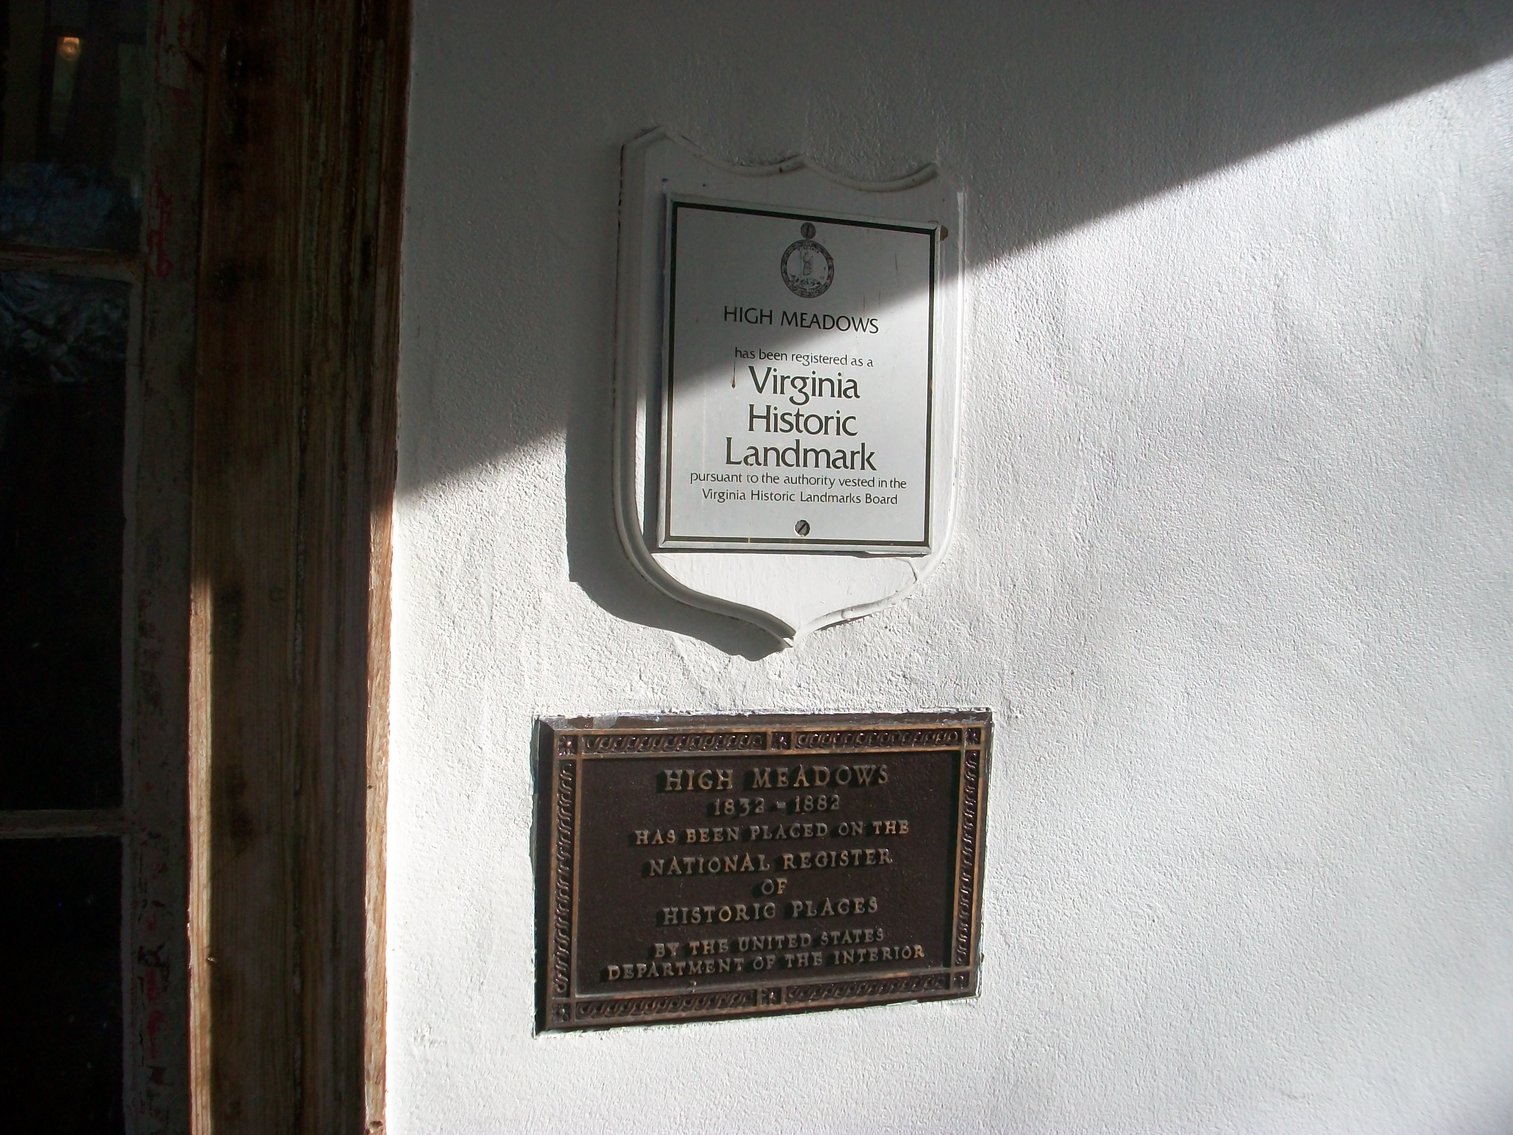 HIGH MEADOWS
has been registered as a
Virginia
Historic
Landmark
pursuant to the authority vested in the
Virginia Historic Landmarks Board
HIGH MEADOWS
1832 - 1882
HAS BEEN PLACED ON THE
NATIONAL REGISTER
OF
HISTORIC PLACES
BY THE UNITED STATES
DEPARTMENT OF THE INTERIOR